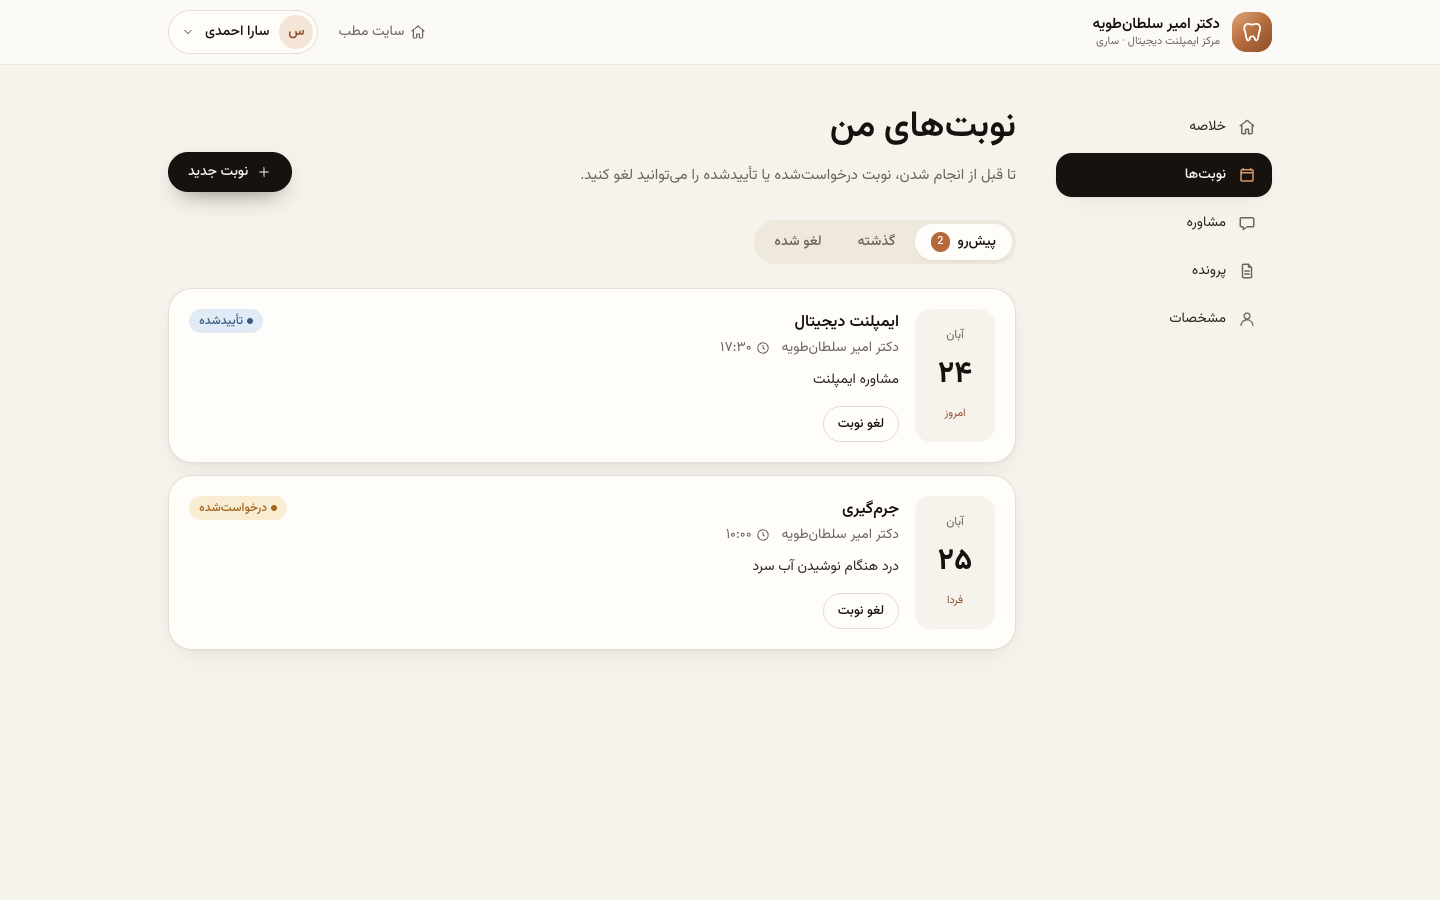 دکتر امیر سلطان‌طویه
مرکز ایمپلنت دیجیتال · ساری
سایت مطب
س
سارا احمدی
خلاصه
نوبت‌ها
مشاوره
پرونده
مشخصات
نوبت‌های من
تا قبل از انجام شدن، نوبت درخواست‌شده یا تأییدشده را می‌توانید لغو کنید.
نوبت جدید
پیش‌رو 2
گذشته
لغو شده
آبان
۲۴
امروز
ایمپلنت دیجیتال
تأییدشده
دکتر امیر سلطان‌طویه ۱۷:۳۰
مشاوره ایمپلنت
لغو نوبت
آبان
۲۵
فردا
جرم‌گیری
درخواست‌شده
دکتر امیر سلطان‌طویه ۱۰:۰۰
درد هنگام نوشیدن آب سرد
لغو نوبت